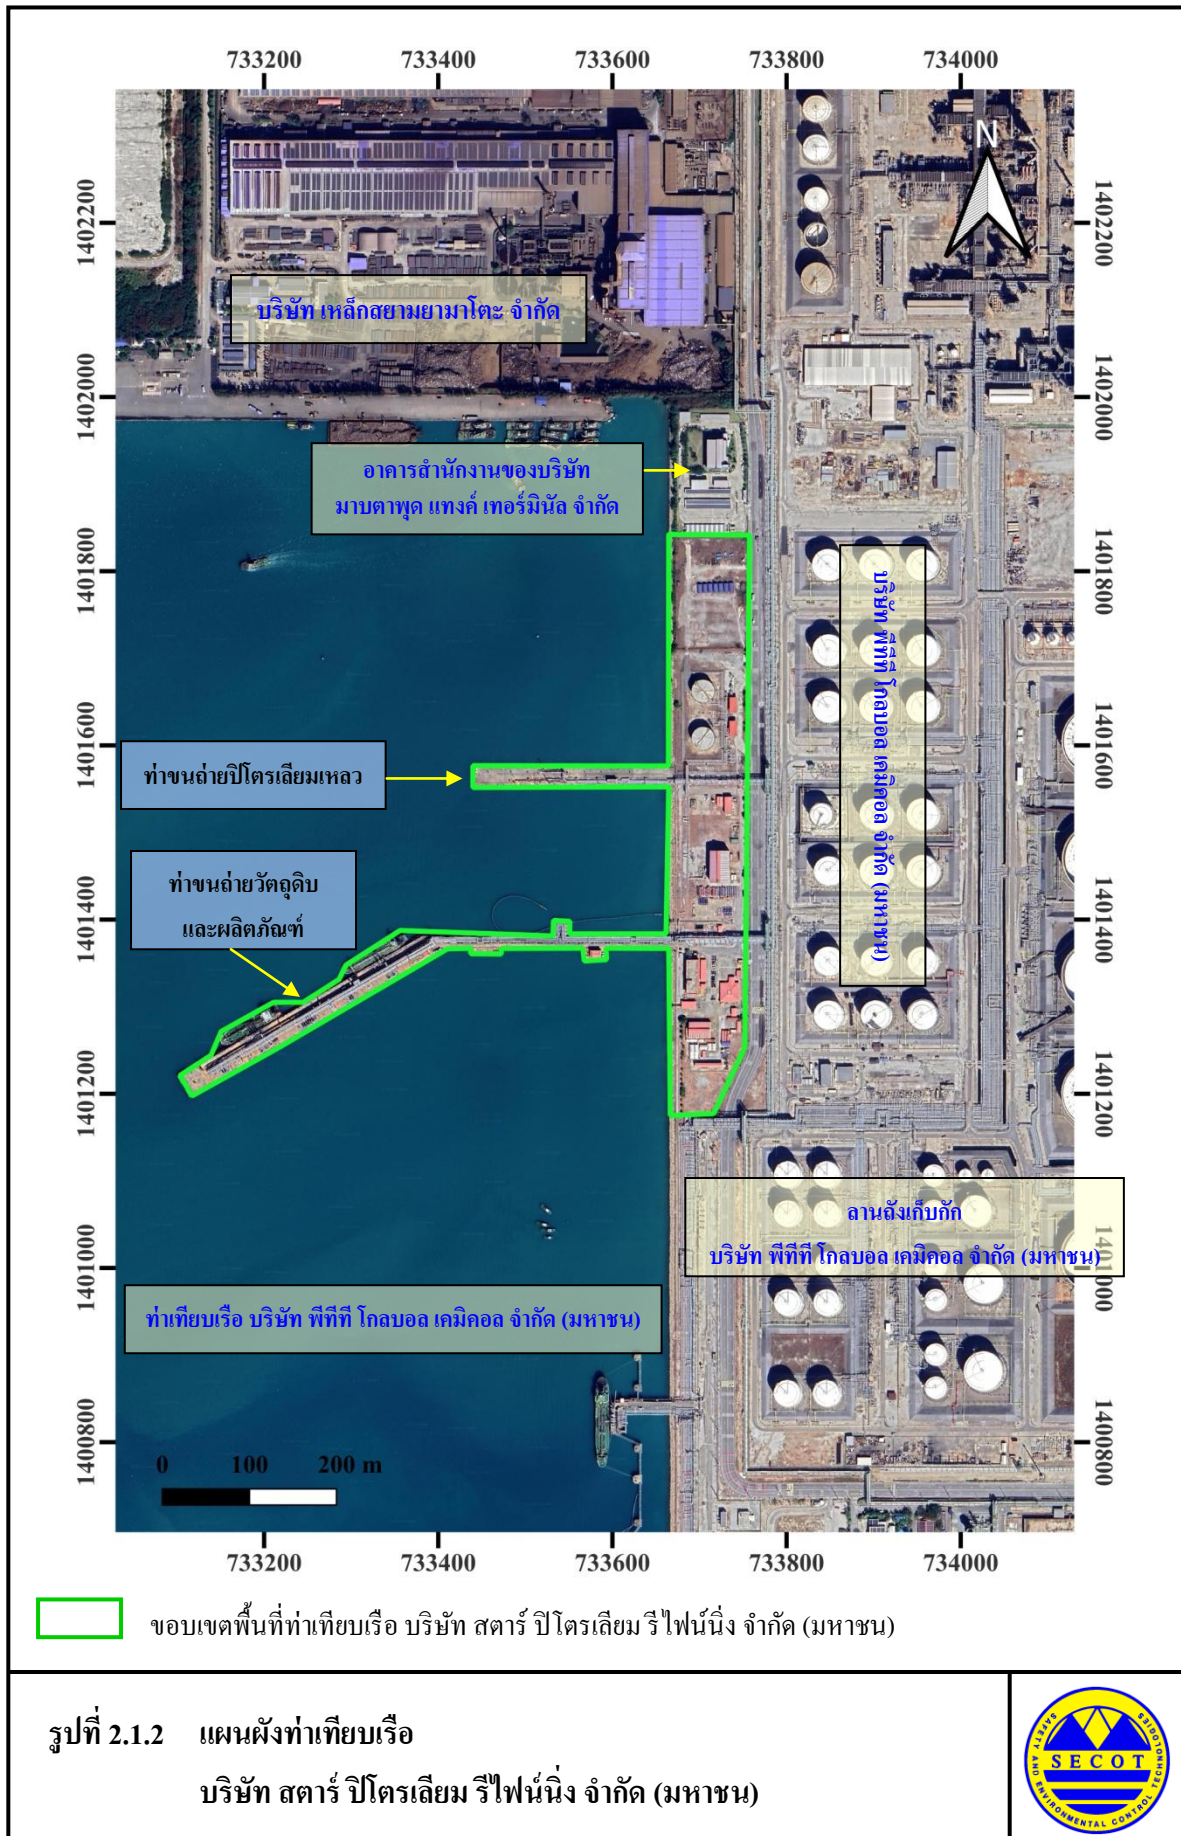 733200 733400 733600 733800 734000
N
1402200 1402200
บริษัท เหล็กสยามยามาโตะ จำกัด
1402000 1402000
อาคารสำนักงานของบริษัท
มาบตาพุด แทงค์ เทอร์มินัล จำกัด
1401800 1401800
บริษัท พีทีที โกลบอล เคมิคอล จำกัด (มหาชน)
1401600 1401600
ท่าขนถ่ายปิโตรเลียมเหลว
ท่าขนถ่ายวัตถุดิบ
และผลิตภัณฑ์
1401400 1401400
1401200 1401200
ลานถังเก็บกัก
บริษัท พีทีที โกลบอล เคมิคอล จำกัด (มหาชน)
1401000 1401000
ท่าเทียบเรือ บริษัท พีทีที โกลบอล เคมิคอล จำกัด (มหาชน)
1400800 1400800
0 100 200 m
733200 733400 733600 733800 734000
ขอบเขตพื้นที่ท่าเทียบเรือ บริษัท สตาร์ ปิโตรเลียม รีไฟน์นิ่ง จำกัด (มหาชน)
รูปที่ 2.1.2 แผนผังท่าเทียบเรือ
บริษัท สตาร์ ปิโตรเลียม รีไฟน์นิ่ง จำกัด (มหาชน)
SAFETY AND ENVIRONMENTAL CONTROL TECHNOLOGIES
SECOT